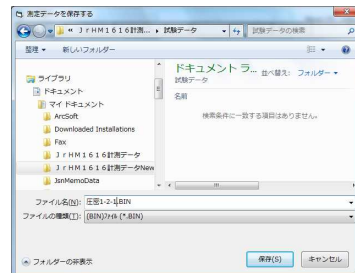 測定データを保存する
« ＪｒＨＭ１６１６計測... ▸ 試験データ
試験データの検索
整理 ▼ 新しいフォルダー
ライブラリ
ドキュメント
マイ ドキュメント
ArcSoft
Downloaded Installations
Fax
ＪｒＨＭ１６１６計測データ
ＪｒＨＭ１６１６計測データNew
JsnMemoData
ドキュメント ラ...
試験データ
並べ替え: フォルダー ▼
名前
検索条件に一致する項目はありません。
ファイル名(N): 圧密1-2-1.BIN
ファイルの種類(T): (BIN)ﾌｧｲﾙ (*.BIN)
フォルダーの非表示
保存(S)
キャンセル